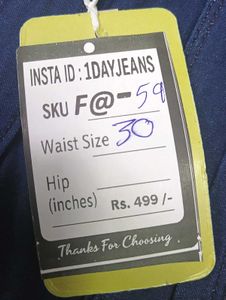 INSTA ID : 1DAYJEANS
SKU F@-59
Waist Size 30
Hip
(inches) Rs. 499 /-
Thanks For Choosing